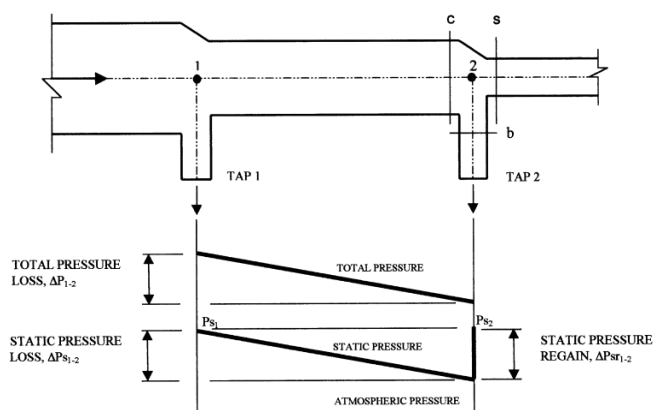 C S
1 2
b
TAP 1 TAP 2
TOTAL PRESSURE
LOSS, ΔP1-2
TOTAL PRESSURE
Ps1 Ps2
STATIC PRESSURE
LOSS, ΔPs1-2
STATIC PRESSURE
STATIC PRESSURE
REGAIN, ΔPsr1-2
ATMOSPHERIC PRESSURE